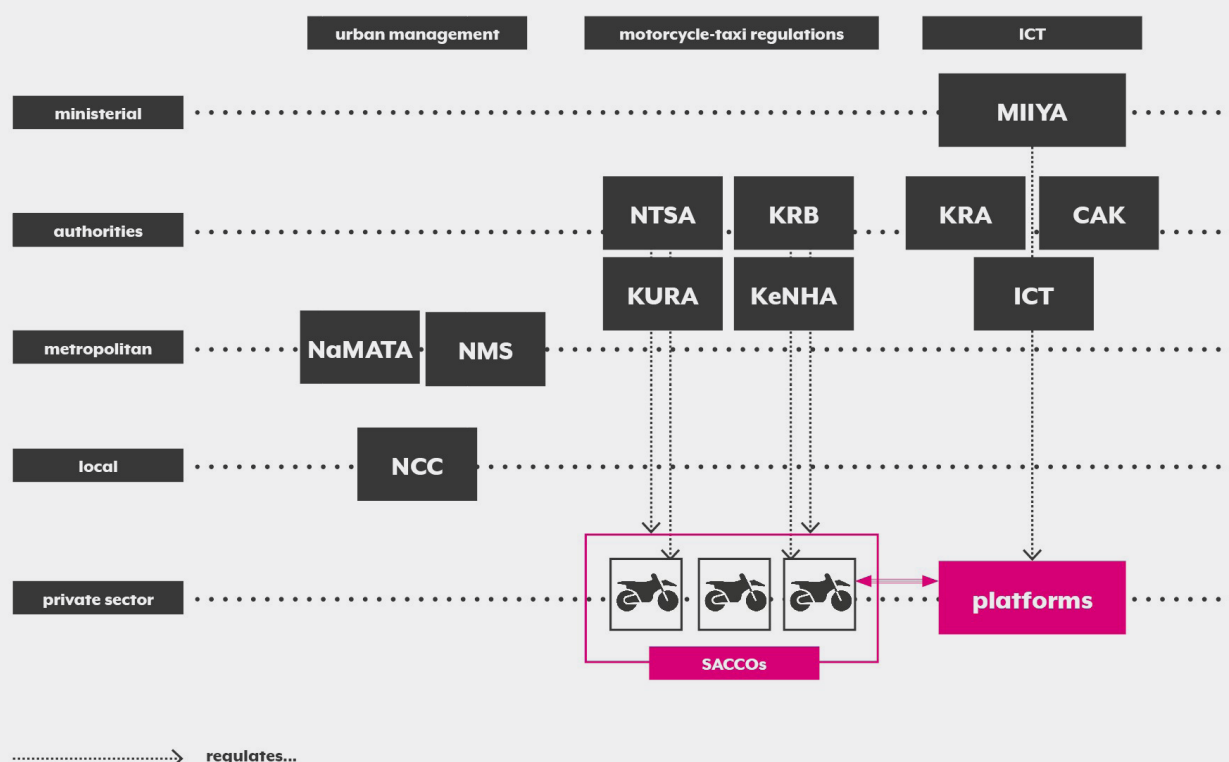 urban management
motorcycle-taxi regulations
ICT
ministerial
MIIYA
authorities
NTSA
KRB
KRA
CAK
KURA
KeNHA
ICT
metropolitan
NaMATA
NMS
local
NCC
private sector
platforms
SACCOs
regulates...